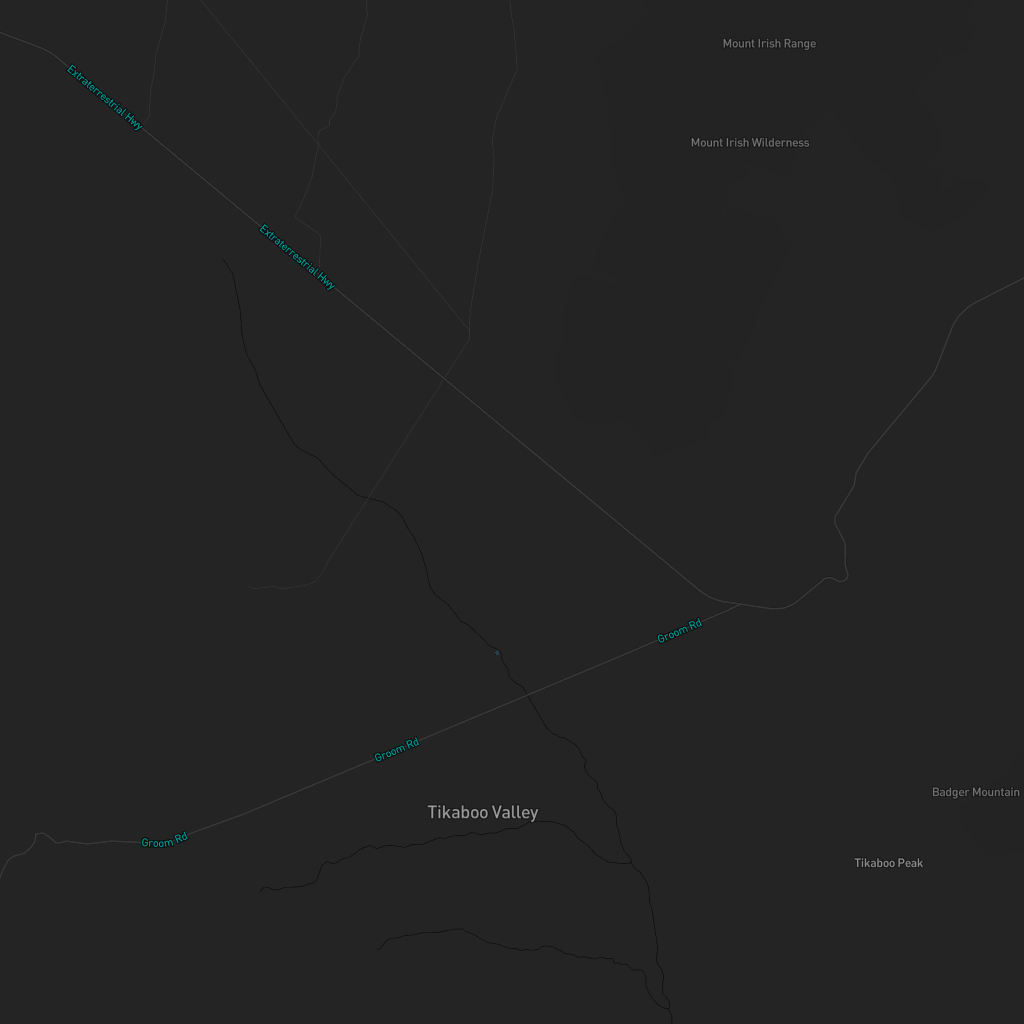 Mount Irish Range
Extraterrestrial Hwy
Mount Irish Wilderness
Extraterrestrial Hwy
Groom Rd
Groom Rd
Badger Mountain
Tikaboo Valley
Groom Rd
Tikaboo Peak